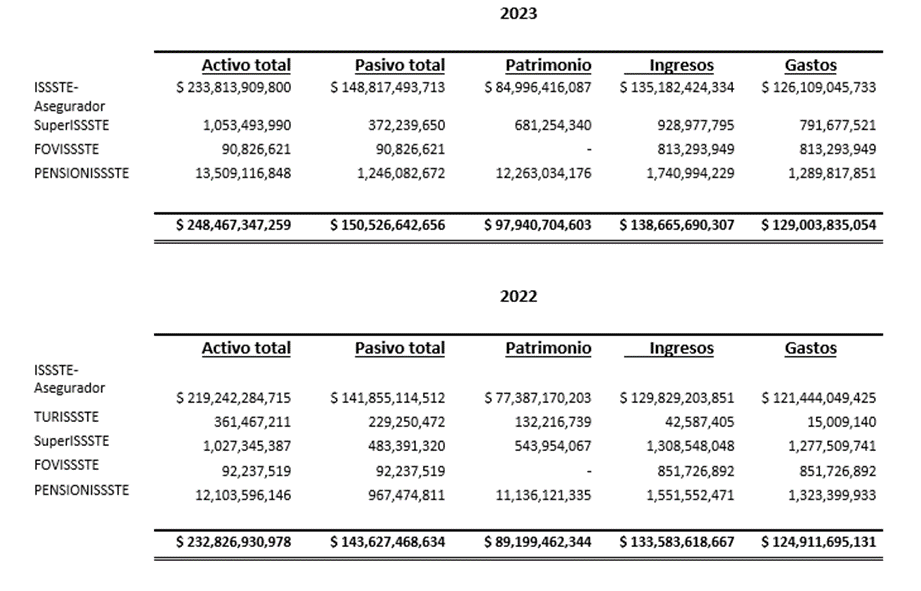 2023
Activo total Pasivo total Patrimonio Ingresos Gastos
ISSSTE- $ 233,813,909,800 $ 148,817,493,713 $ 84,996,416,087 $ 135,182,424,334 $ 126,109,045,733
Asegurador
SuperISSSTE 1,053,493,990 372,239,650 681,254,340 928,977,795 791,677,521
FOVISSSTE 90,826,621 90,826,621 - 813,293,949 813,293,949
PENSIONISSSTE 13,509,116,848 1,246,082,672 12,263,034,176 1,740,994,229 1,289,817,851
$ 248,467,347,259 $ 150,526,642,656 $ 97,940,704,603 $ 138,665,690,307 $ 129,003,835,054
2022
Activo total Pasivo total Patrimonio Ingresos Gastos
ISSSTE-
Asegurador $ 219,242,284,715 $ 141,855,114,512 $ 77,387,170,203 $ 129,829,203,851 $ 121,444,049,425
TURISSSTE 361,467,211 229,250,472 132,216,739 42,587,405 15,009,140
SuperISSSTE 1,027,345,387 483,391,320 543,954,067 1,308,548,048 1,277,509,741
FOVISSSTE 92,237,519 92,237,519 - 851,726,892 851,726,892
PENSIONISSSTE 12,103,596,146 967,474,811 11,136,121,335 1,551,552,471 1,323,399,933
$ 232,826,930,978 $ 143,627,468,634 $ 89,199,462,344 $ 133,583,618,667 $ 124,911,695,131